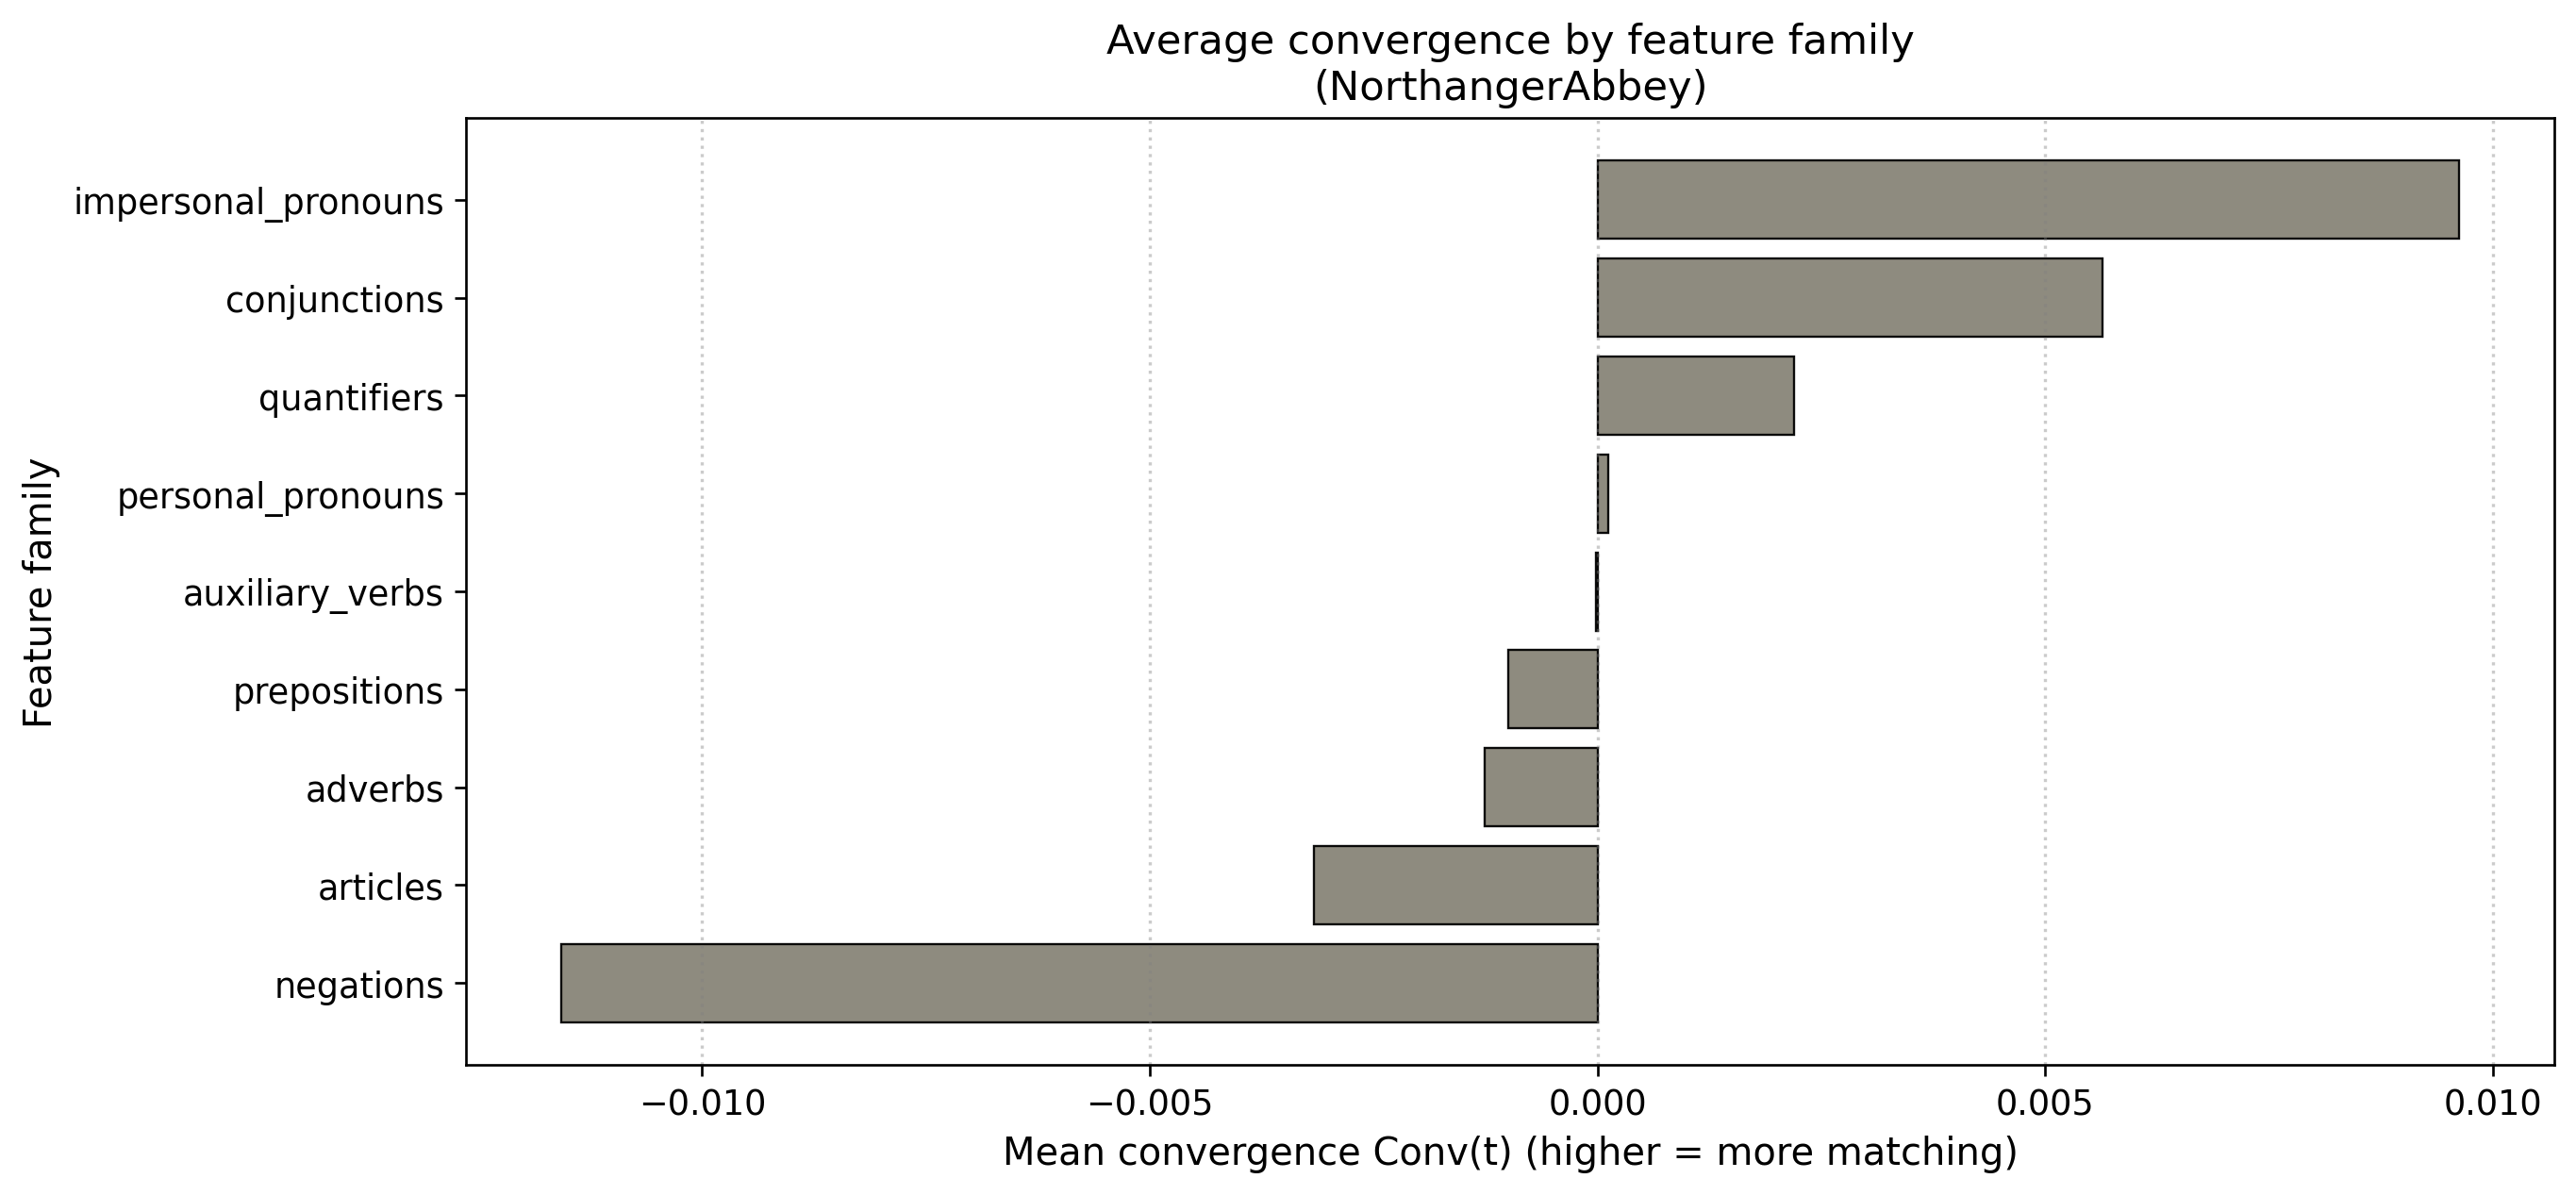 Average convergence by feature family
(NorthangerAbbey)
Feature family
impersonal_pronouns
conjunctions
quantifiers
personal_pronouns
auxiliary_verbs
prepositions
adverbs
articles
negations
−0.010
−0.005
0.000
0.005
0.010
Mean convergence Conv(t) (higher = more matching)